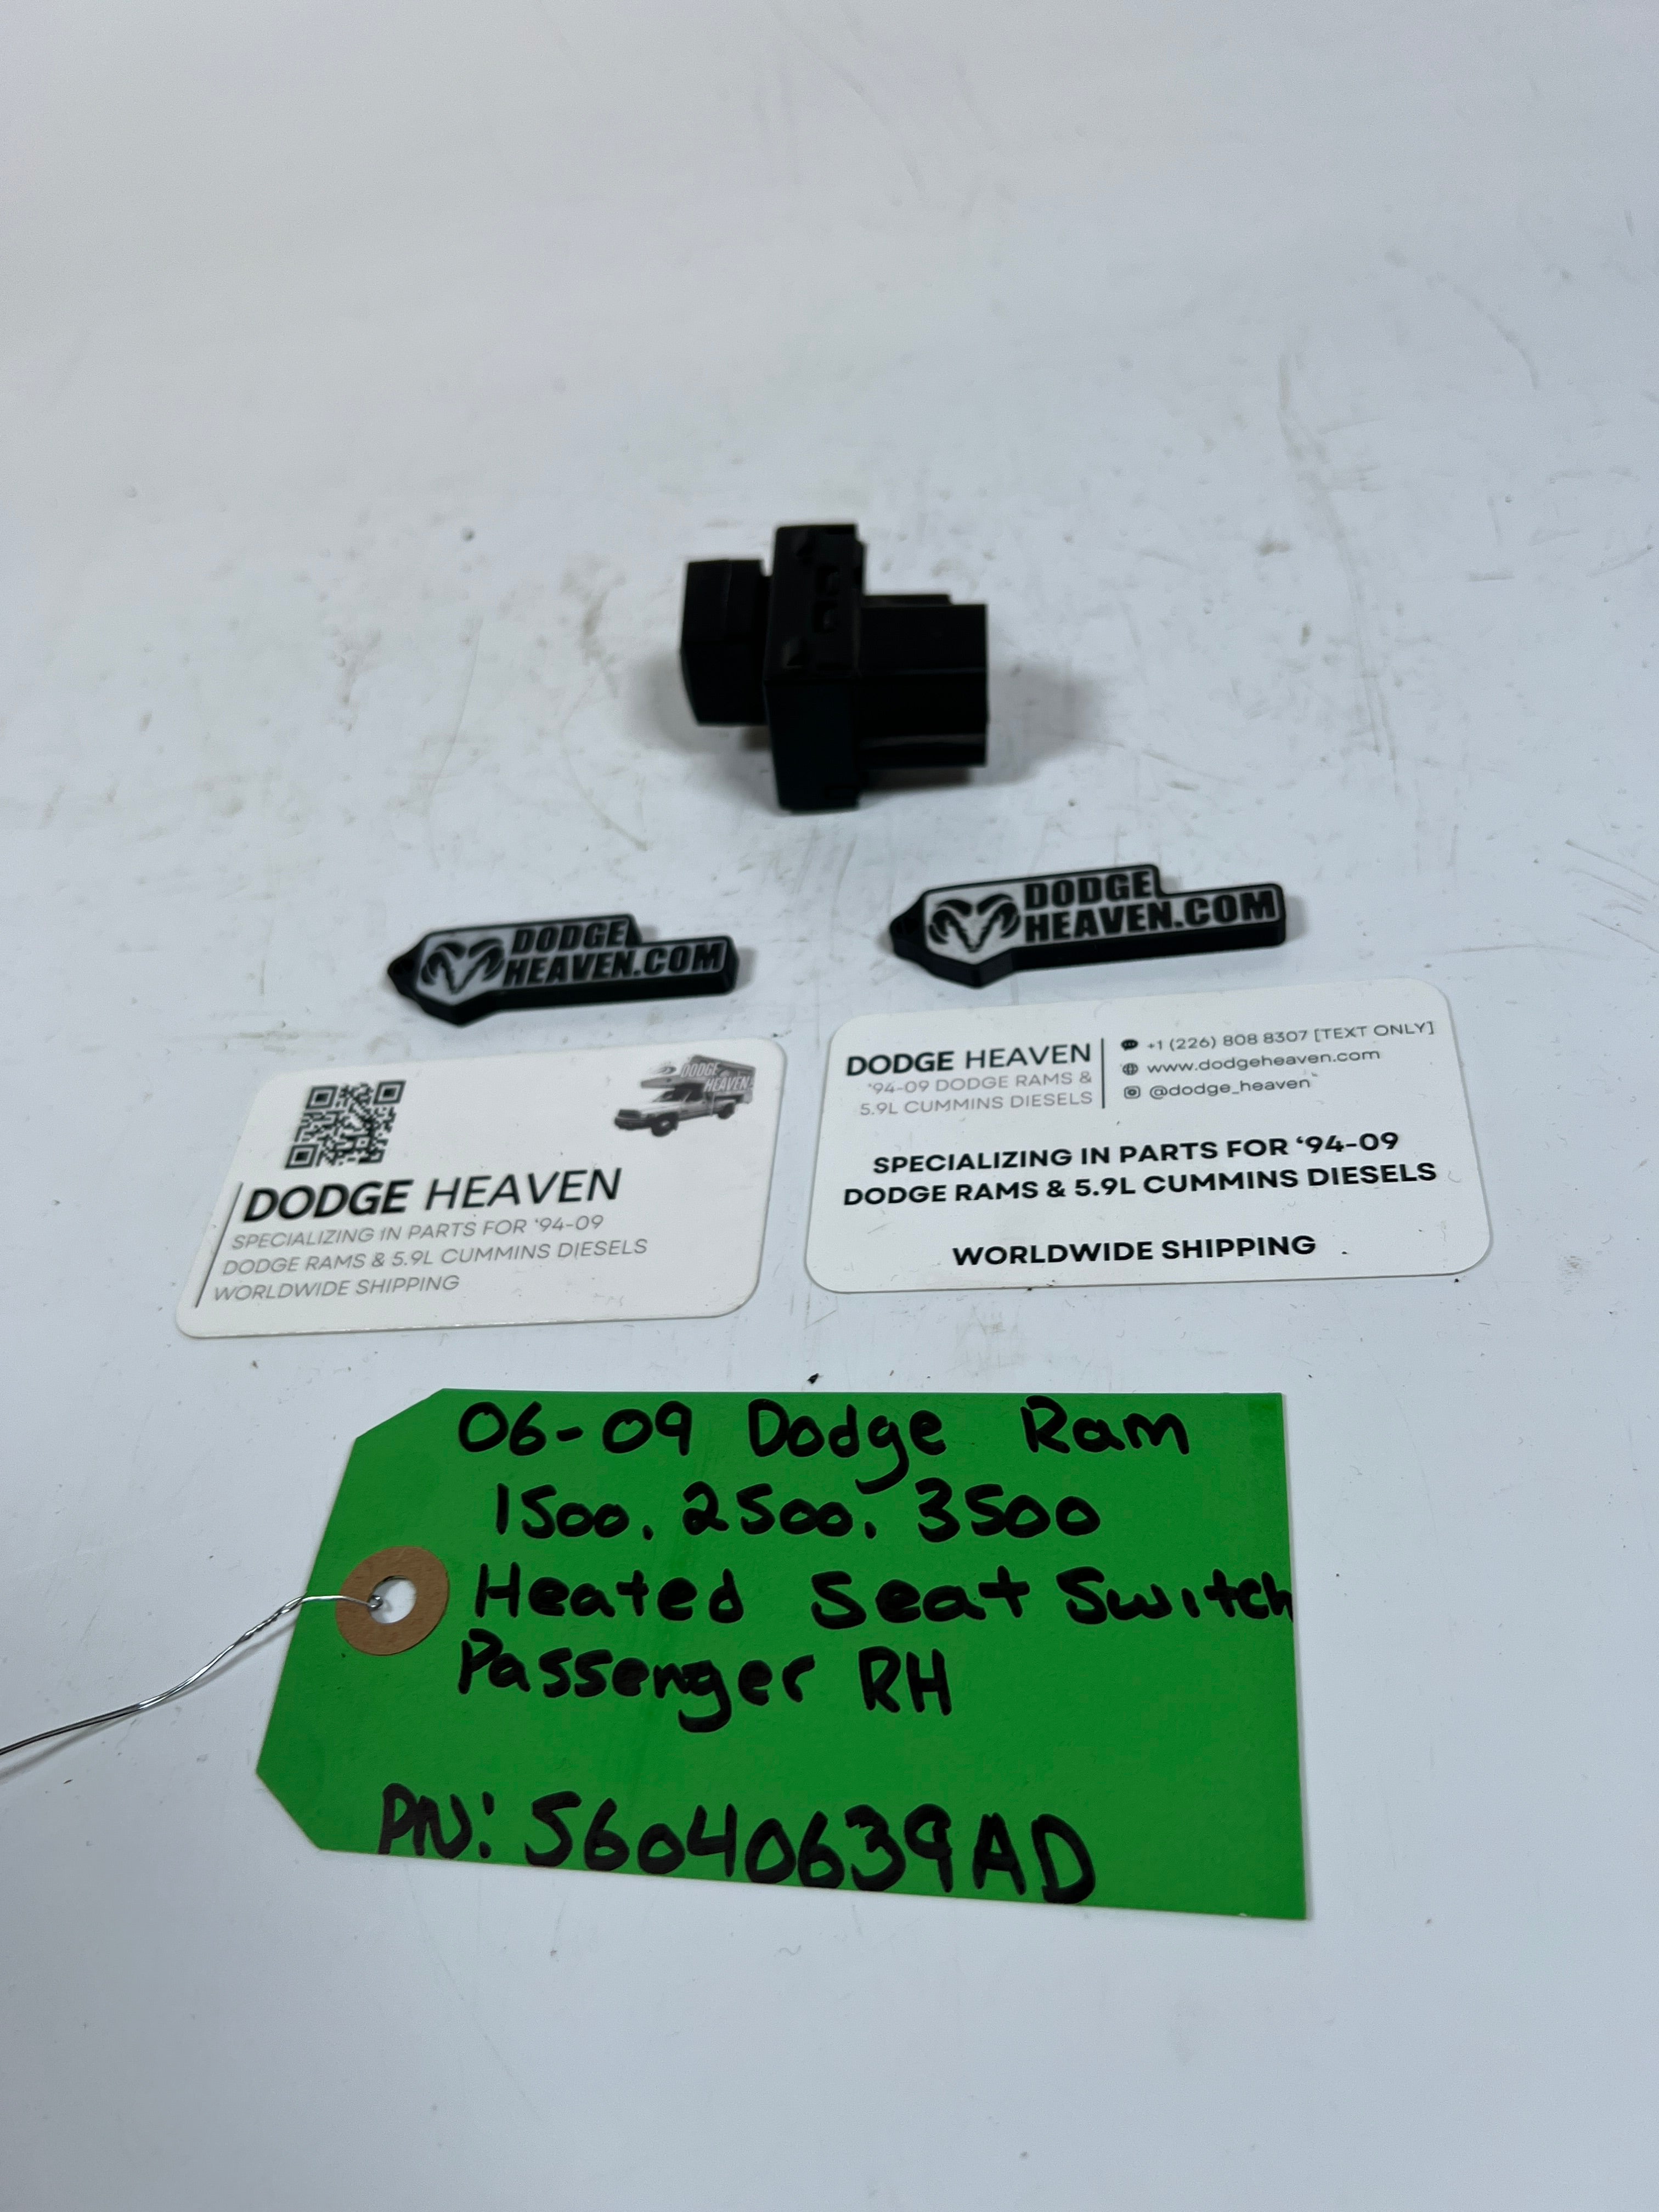 DODGE
HEAVEN.COM
DODGE
HEAVEN.COM
DODGE
HEAVEN
DODGE HEAVEN
SPECIALIZING IN PARTS FOR '94-09
DODGE RAMS & 5.9L CUMMINS DIESELS
WORLDWIDE SHIPPING
DODGE HEAVEN
'94-09 DODGE RAMS &
5.9L CUMMINS DIESELS
+1 (226) 808 8307 [TEXT ONLY]
www.dodgeheaven.com
@dodge_heaven
SPECIALIZING IN PARTS FOR '94-09
DODGE RAMS & 5.9L CUMMINS DIESELS
WORLDWIDE SHIPPING
06-09 Dodge Ram
1500. 2500. 3500
Heated Seat Switch
Passenger RH
PN: 56040639AD